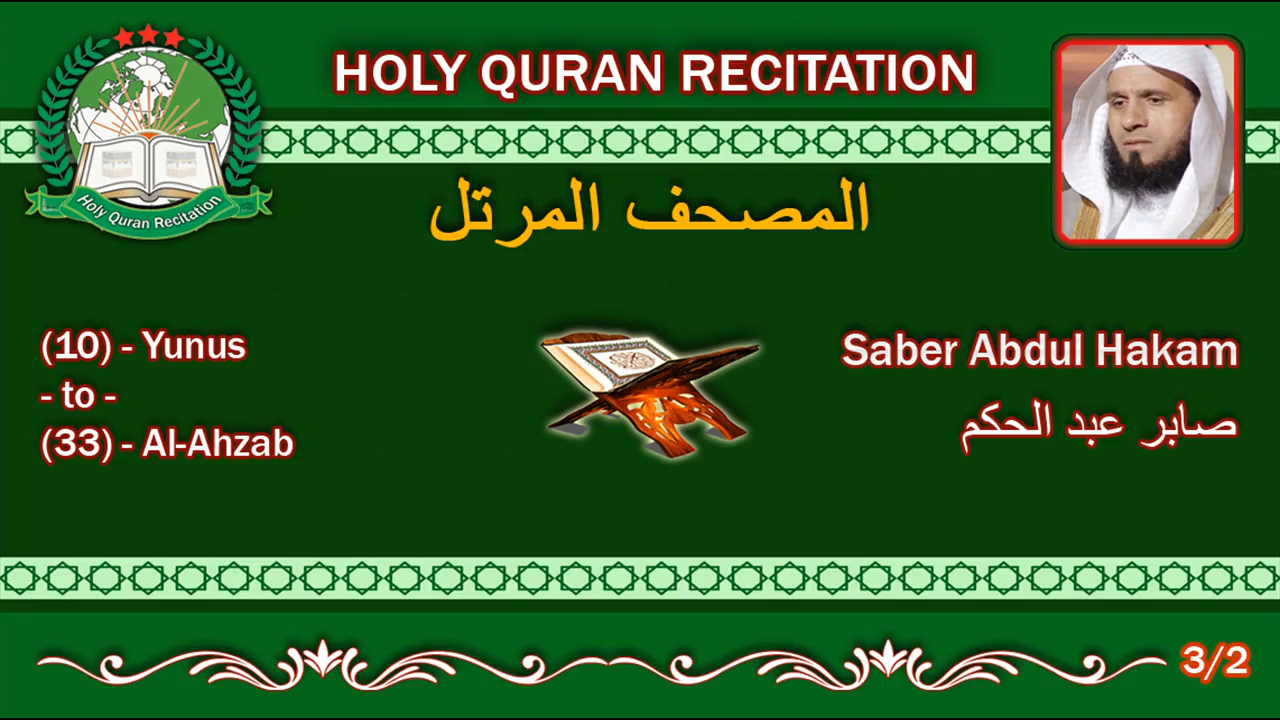 HOLY QURAN RECITATION
Holy Quran Recitation
المصحف المرتل
(10) - Yunus
- to -
(33) - Al-Ahzab
Saber Abdul Hakam
صابر عبد الحكم
3/2